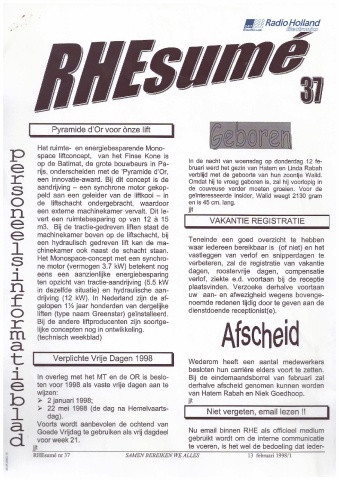 Radio Holland
Electronics
RHEsumé
37
personeelsinformatieblad
Pyramide d'Or voor ónze lift
Het ruimte- en energiebesparende Mono-
space liftconcept, van het Finse Kone is
op de Batimat, de grote bouwbeurs in Pa-
rijs, onderscheiden met de 'Pyramide d'Or,
een innovatie-award. Bij dit concept is de
aandrijving – een synchrone motor gekop-
peld aan een geleider van de liftkooi – in
de liftschacht ondergebracht, waardoor
een externe machinekamer vervalt. Dit le-
vert een ruimtebesparing op van 12 à 15
m3. Bij de tractie-gedreven liften staat de
machinekamer boven op de liftschacht, bij
een hydraulisch gedreven lift kan de ma-
chinekamer ook naast de schacht staan.
Het Monospace-concept met een synchro-
ne motor (vermogen 3.7 kW) betekent nog
eens een aanzienlijke energiebesparing
ten opzicht van tractie-aandrijving (5,5 kW
in dezelfde situatie) en hydraulische aan-
drijving (12 kW). In Nederland zijn de af-
gelopen 1½ jaar honderden van dergelijke
liften (type naam Greenstar) geïnstalleerd.
Bij de andere liftproducenten zijn soortge-
lijke concepten nog in ontwikkeling.
(technisch weekblad)
Verplichte Vrije Dagen 1998
In overleg met het MT en de OR is besloten
voor 1998 als vaste vrije dagen aan te
wijzen:
➢ 2 januari 1998;
➢ 22 mei 1998 (de dag na Hemelvaarts-
dag).
Voorts wordt aanbevolen de ochtend van
Goede Vrijdag te gebruiken als vrij dagdeel
voor week 21.
jjt
Geboren
In de nacht van woensdag op donderdag 12 fe-
bruari werd het gezin van Hatem en Linda Rabah
verblijd met de geboorte van hun zoontje Walid.
Omdat hij te vroeg geboren is, zal hij voorlopig in
de couveuse verder moeten groeien. Voor de
geïnteresseerde insider, Walid weegt 2130 gram
en is 45 cm. lang.
jjt
VAKANTIE REGISTRATIE
Teneinde een goed overzicht te hebben
waar iedereen bereikbaar is (of niet) en het
vastleggen van verlof en snipperdagen te
verbeteren, zal de registratie van vakantie
dagen, roostervrije dagen, compensatie
verlof, ziekte e.d. voortaan bij de receptie
plaatsvinden. Verzoeke derhalve voortaan
uw aan- en afwezigheid wegens bovenge-
noemde redenen tijdig door te geven aan de
dienstdoende receptionist(e).
Afscheid
Wederom heeft een aantal medewerkers
besloten hun carrière elders voort te zetten.
Bij de eindemaandsborrel van februari zal
derhalve afscheid genomen kunnen worden
van Hatem Rabah en Niek Goedhoop.
jjt
Niet vergeten, email lezen !!
Nu email binnen RHE als officieel medium
gebruikt wordt om de interne communicatie
te voeren, is het wel van belang dat iedereen
RHEsumé nr 37
SAMEN BEREIKEN WE ALLES
13 februari 1998/1